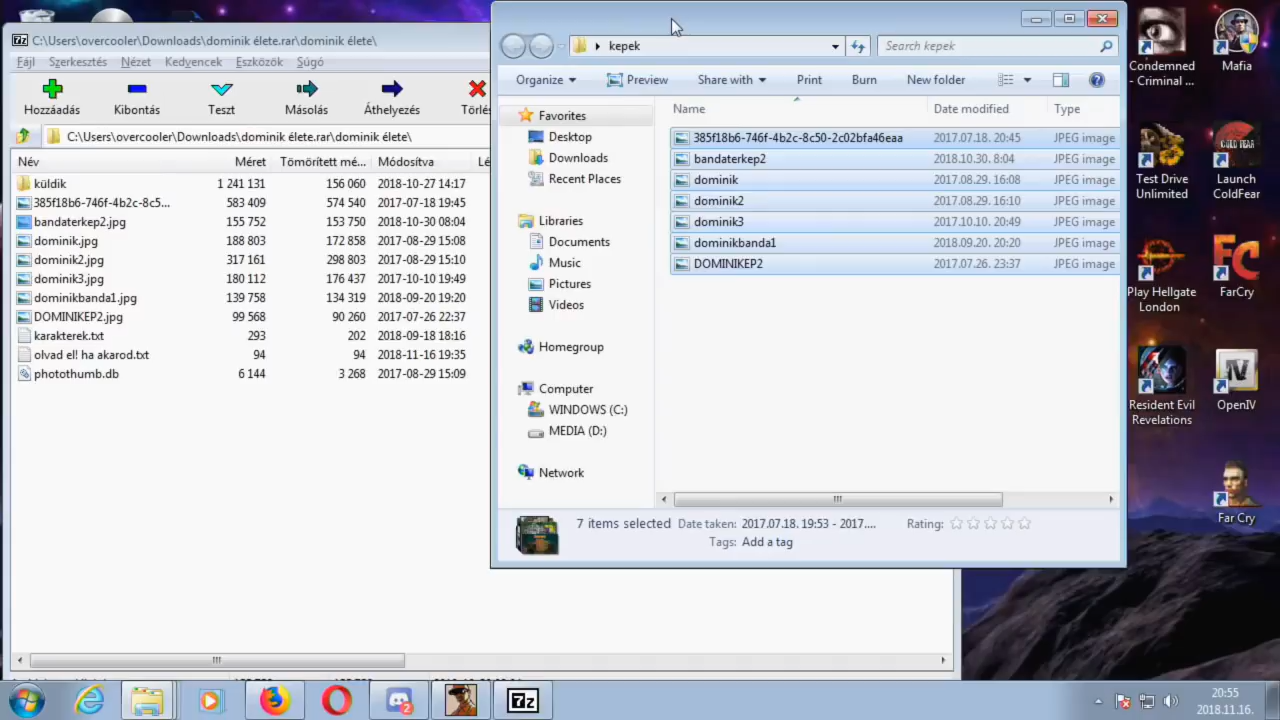 C:\Users\overcooler\Downloads\dominik élete.rar\dominik élete\
Fájl Szerkesztés Nézet Kedvencek Eszközök Súgó
Hozzáadás Kibontás Teszt Másolás Áthelyezés Törlés
C:\Users\overcooler\Downloads\dominik élete.rar\dominik élete\
Név Méret Tömörített mé... Módosítva
küldik 1 241 131 156 060 2018-10-27 14:17
385f18b6-746f-4b2c-8c5... 583 409 574 540 2017-07-18 19:45
bandaterkep2.jpg 155 752 153 750 2018-10-30 08:04
dominik.jpg 188 803 172 858 2017-08-29 15:08
dominik2.jpg 317 161 298 803 2017-08-29 15:10
dominik3.jpg 180 112 176 437 2017-10-10 19:49
dominikbanda1.jpg 139 758 134 319 2018-09-20 19:20
DOMINIKEP2.jpg 99 568 90 260 2017-07-26 22:37
karakterek.txt 293 202 2018-09-18 18:16
olvad el! ha akarod.txt 94 94 2018-11-16 19:35
photothumb.db 6 144 3 268 2017-08-29 15:09
kepek
Search kepek
Organize Preview Share with Print Burn New folder
Favorites
Desktop
Downloads
Recent Places
Libraries
Documents
Music
Pictures
Videos
Homegroup
Computer
WINDOWS (C:)
MEDIA (D:)
Network
Name Date modified Type
385f18b6-746f-4b2c-8c50-2c02bfa46eaa 2017.07.18. 20:45 JPEG image
bandaterkep2 2018.10.30. 8:04 JPEG image
dominik 2017.08.29. 16:08 JPEG image
dominik2 2017.08.29. 16:10 JPEG image
dominik3 2017.10.10. 20:49 JPEG image
dominikbanda1 2018.09.20. 20:20 JPEG image
DOMINIKEP2 2017.07.26. 23:37 JPEG image
7 items selected Date taken: 2017.07.18. 19:53 - 2017.... Rating:
Tags: Add a tag
Condemned
- Criminal ...
Mafia
Test Drive
Unlimited
Launch
ColdFear
Play Hellgate
London
FarCry
Resident Evil
Revelations
OpenIV
Far Cry
20:55
2018.11.16.